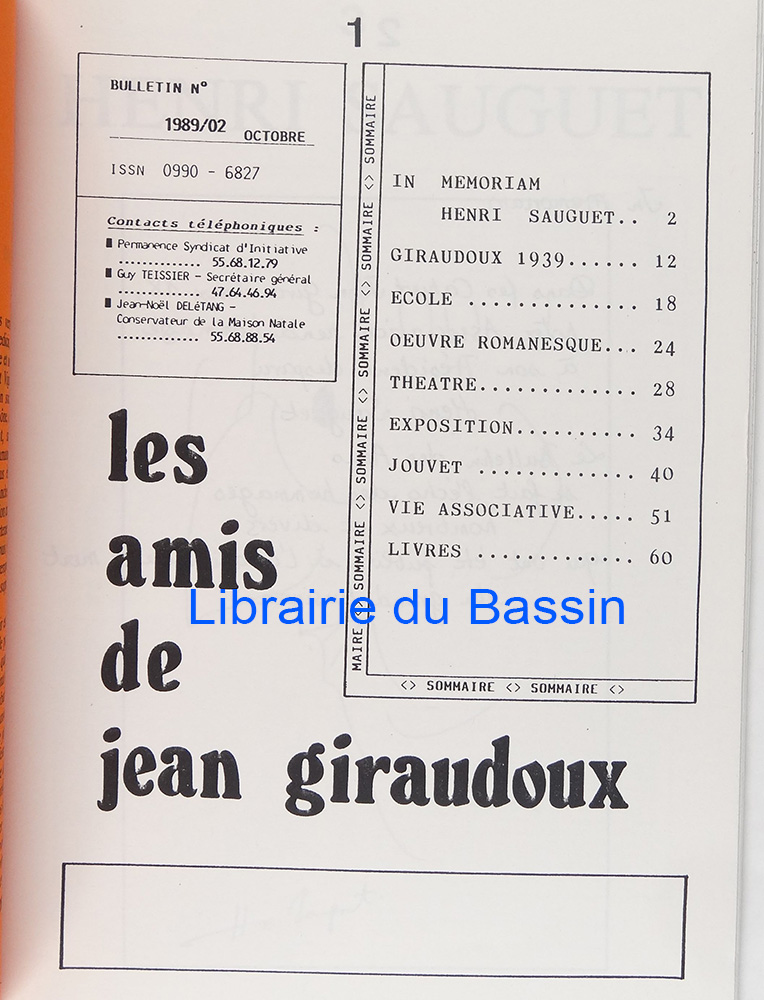 1
BULLETIN N°
1989/02 OCTOBRE
ISSN 0990 - 6827
Contacts téléphoniques :
Permanence Syndicat d'Initiative
.............. 55.68.12.79
Guy TEISSIER - Secrétaire général
.............. 47.64.46.94
Jean-Noël DELéTANG -
Conservateur de la Maison Natale
.............. 55.68.88.54
MAIRE <> SOMMAIRE <> SOMMAIRE <> SOMMAIRE <> SOMMAIRE <> SOMMAIRE
IN MEMORIAM
HENRI SAUGUET.. 2
GIRAUDOUX 1939...... 12
ECOLE .............. 18
OEUVRE ROMANESQUE... 24
THEATRE............. 28
EXPOSITION.......... 34
JOUVET ............. 40
VIE ASSOCIATIVE..... 51
LIVRES ............. 60
<> SOMMAIRE <> SOMMAIRE <>
les
amis
de
jean giraudoux
Librairie du Bassin